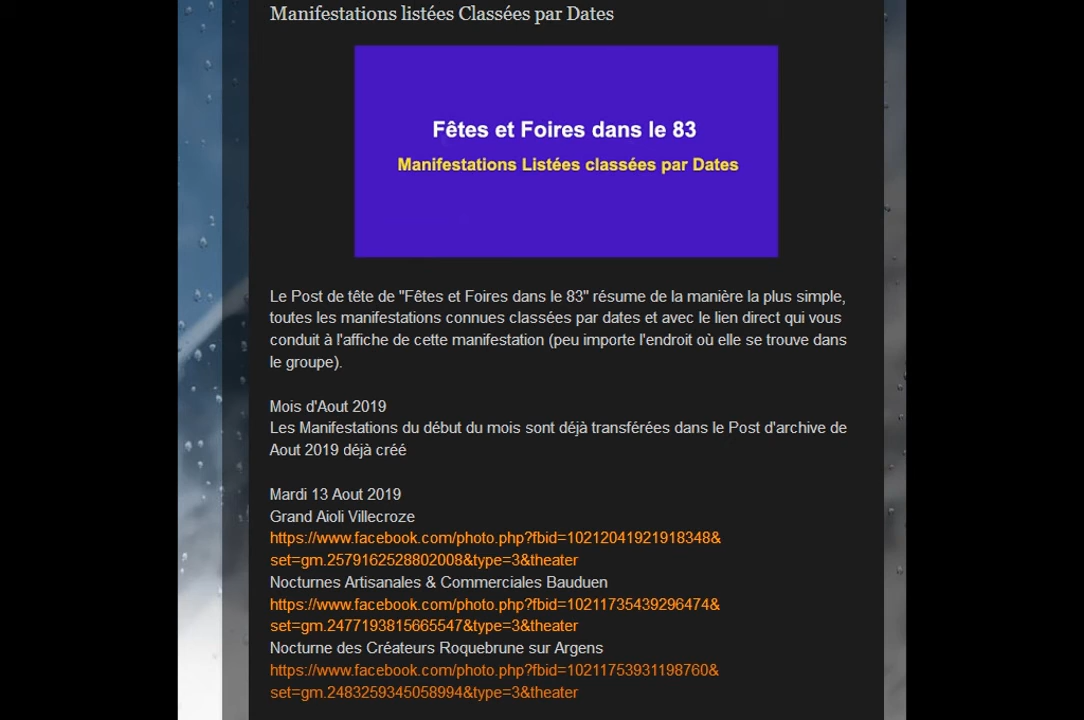 Manifestations listées Classées par Dates
Fêtes et Foires dans le 83
Manifestations Listées classées par Dates
Le Post de tête de "Fêtes et Foires dans le 83" résume de la manière la plus simple,
toutes les manifestations connues classées par dates et avec le lien direct qui vous
conduit à l'affiche de cette manifestation (peu importe l'endroit où elle se trouve dans
le groupe).
Mois d'Aout 2019
Les Manifestations du début du mois sont déjà transférées dans le Post d'archive de
Aout 2019 déjà créé
Mardi 13 Aout 2019
Grand Aioli Villecroze
https://www.facebook.com/photo.php?fbid=10212041921918348&
set=gm.2579162528802008&type=3&theater
Nocturnes Artisanales & Commerciales Bauduen
https://www.facebook.com/photo.php?fbid=10211735439296474&
set=gm.2477193815665547&type=3&theater
Nocturne des Créateurs Roquebrune sur Argens
https://www.facebook.com/photo.php?fbid=10211753931198760&
set=gm.2483259345058994&type=3&theater